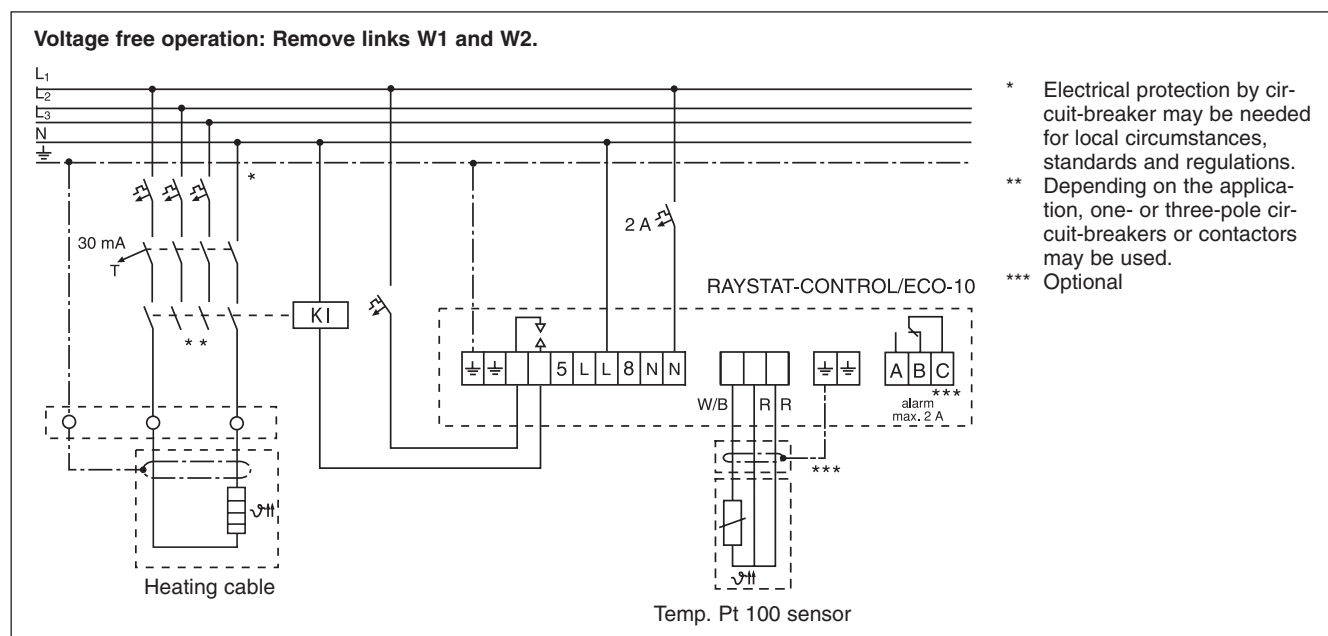 Voltage free operation: Remove links W1 and W2.
L1
L2
L3
N
*
30 mA
T
* *
KI
2 A
RAYSTAT-CONTROL/ECO-10
5 L L 8 N N
W/B R R
A B C
***
alarm
max. 2 A
***
Heating cable
Temp. Pt 100 sensor
* Electrical protection by cir-
cuit-breaker may be needed
for local circumstances,
standards and regulations.
** Depending on the applica-
tion, one- or three-pole cir-
cuit-breakers or contactors
may be used.
*** Optional